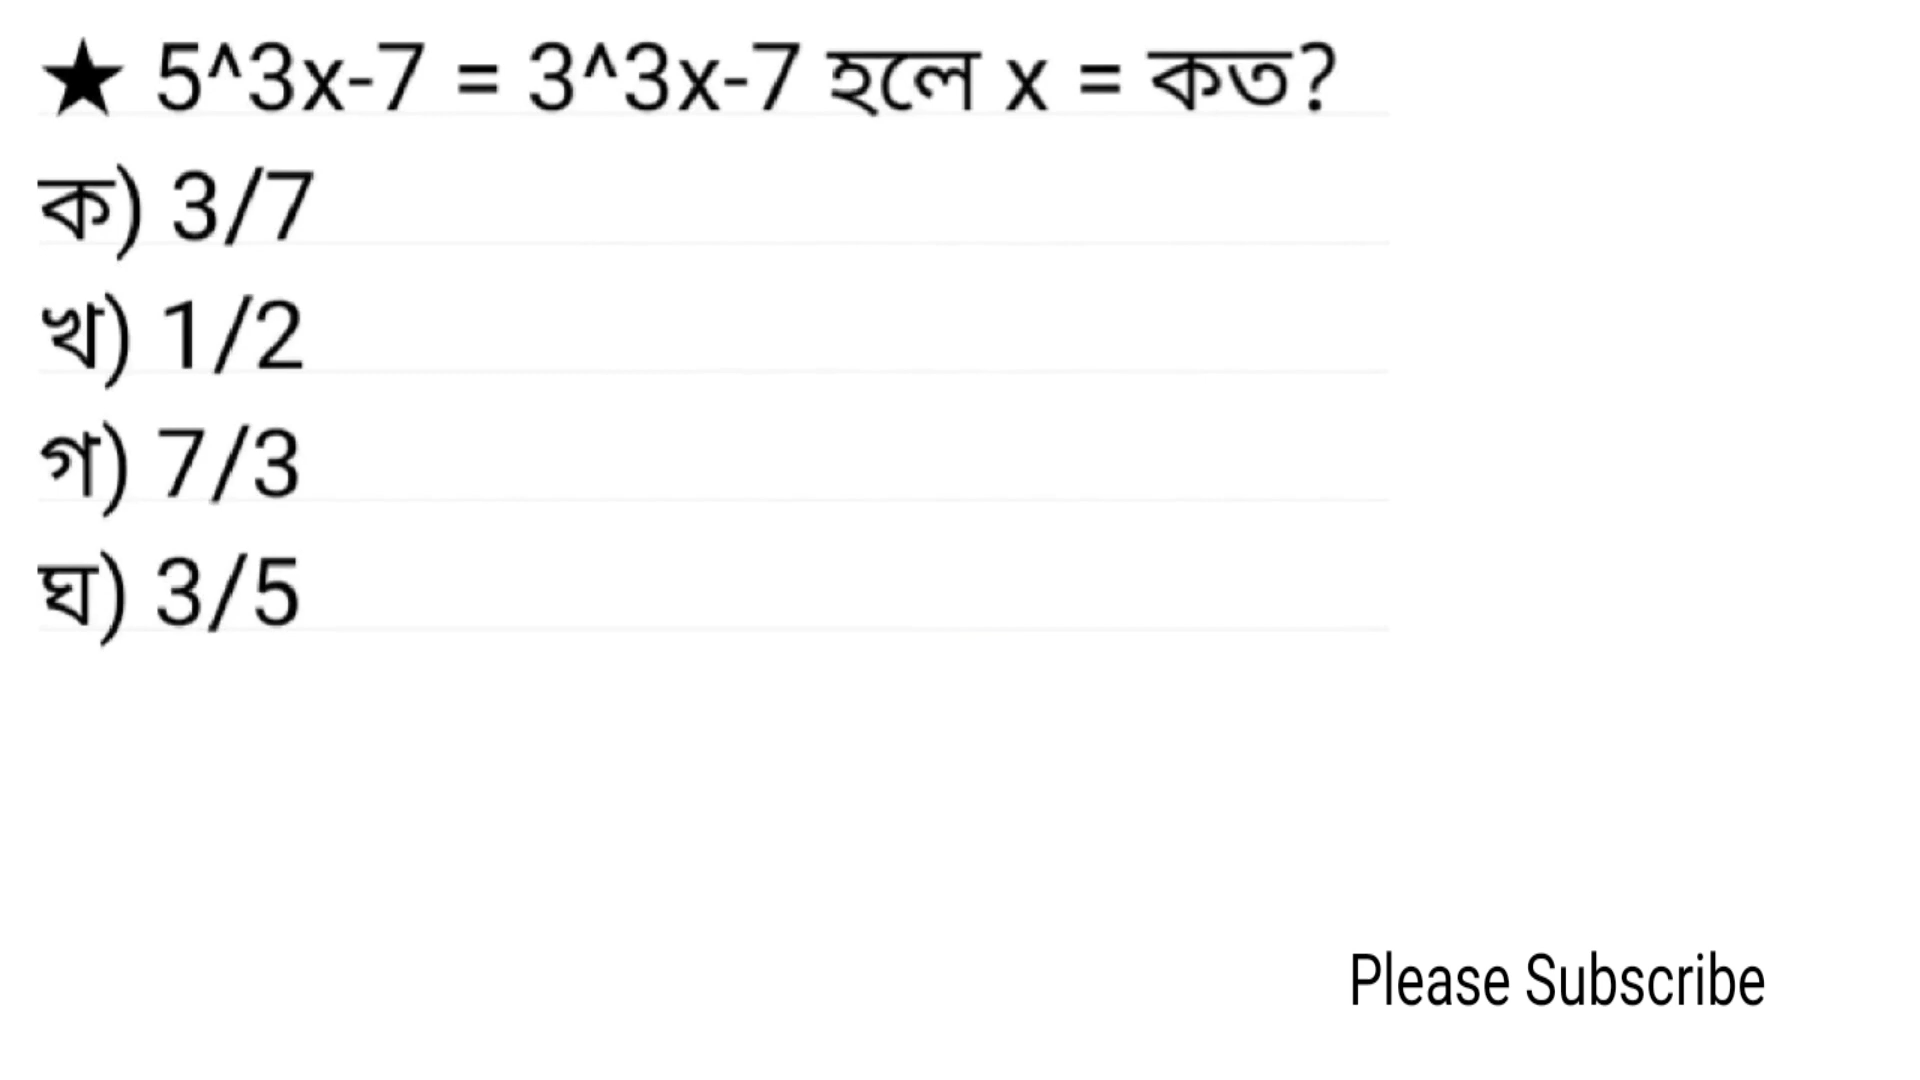 ★ 5^3x-7 = 3^3x-7 হলে x = কত?
ক) 3/7
খ) 1/2
গ) 7/3
ঘ) 3/5
Please Subscribe